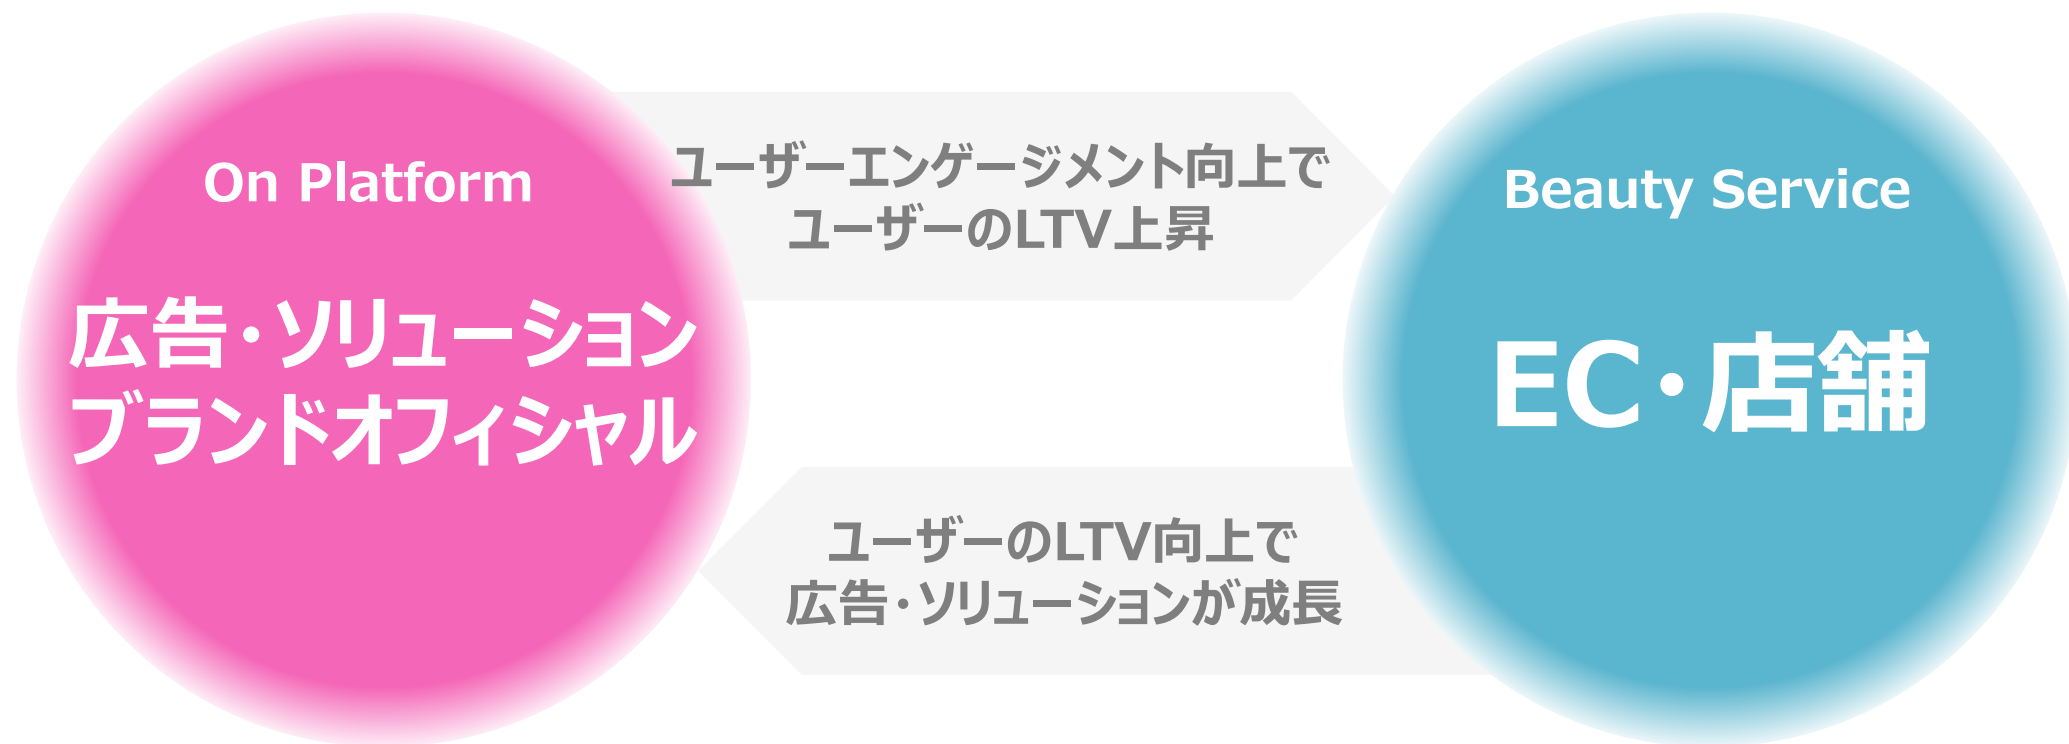 On Platform
広告・ソリューション
ブランドオフィシャル
ユーザーエンゲージメント向上で
ユーザーのLTV上昇
Beauty Service
EC・店舗
ユーザーのLTV向上で
広告・ソリューションが成長